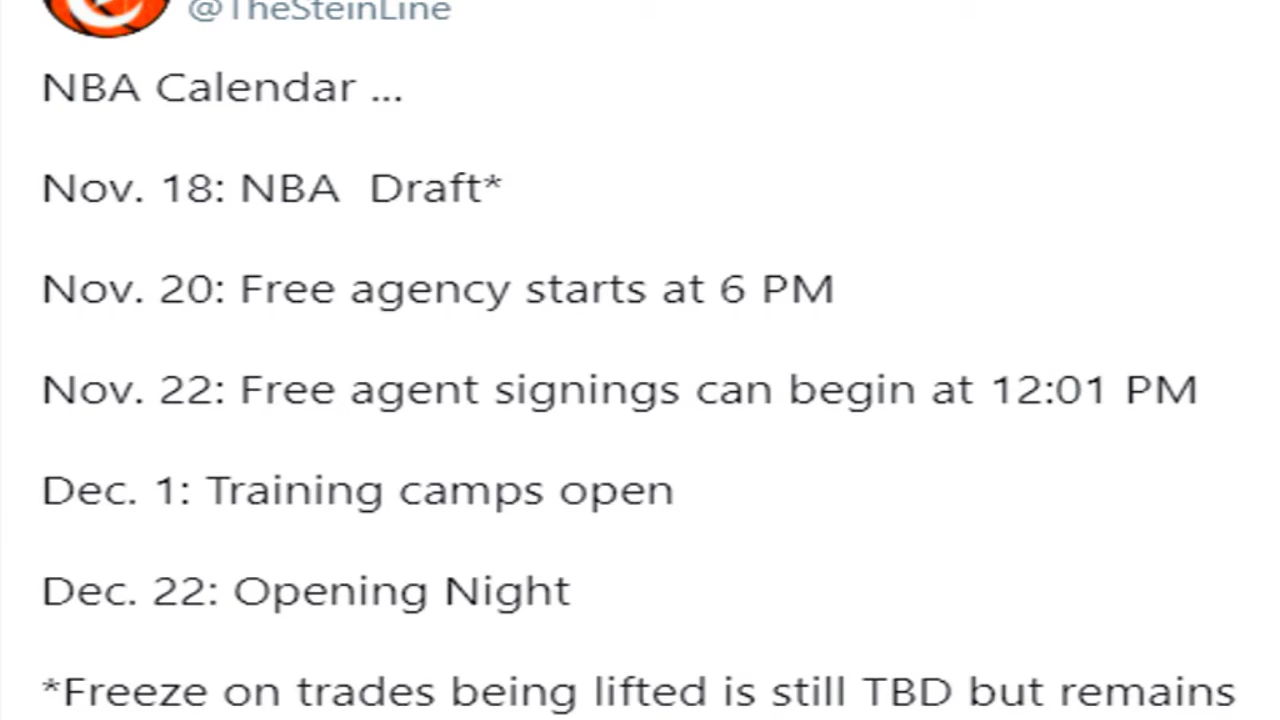 @TheSteinLine
NBA Calendar ...
Nov. 18: NBA  Draft*
Nov. 20: Free agency starts at 6 PM
Nov. 22: Free agent signings can begin at 12:01 PM
Dec. 1: Training camps open
Dec. 22: Opening Night
*Freeze on trades being lifted is still TBD but remains